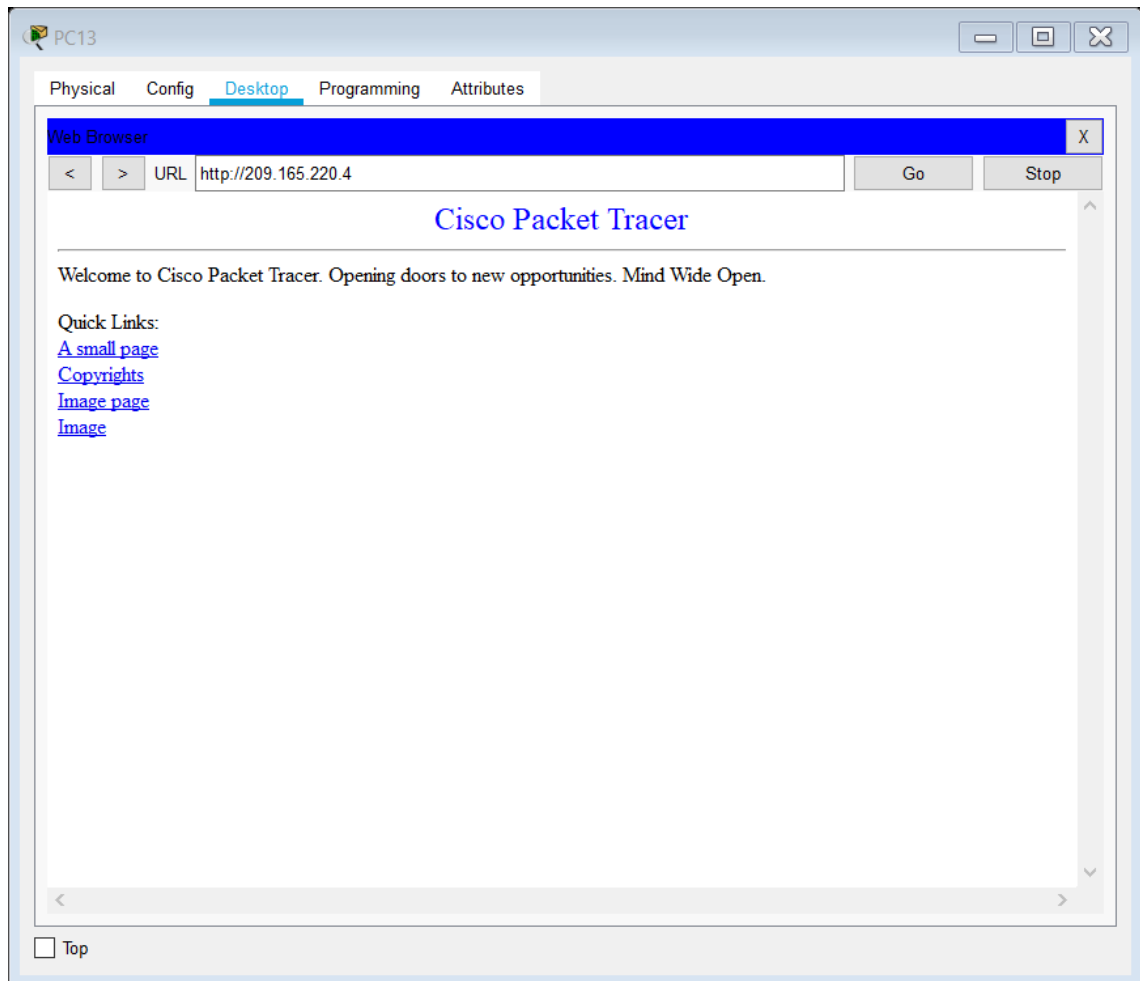 PC13
Physical Config Desktop Programming Attributes
Web Browser X
< > URL http://209.165.220.4 Go Stop
Cisco Packet Tracer
Welcome to Cisco Packet Tracer. Opening doors to new opportunities. Mind Wide Open.
Quick Links:
A small page
Copyrights
Image page
Image
Top